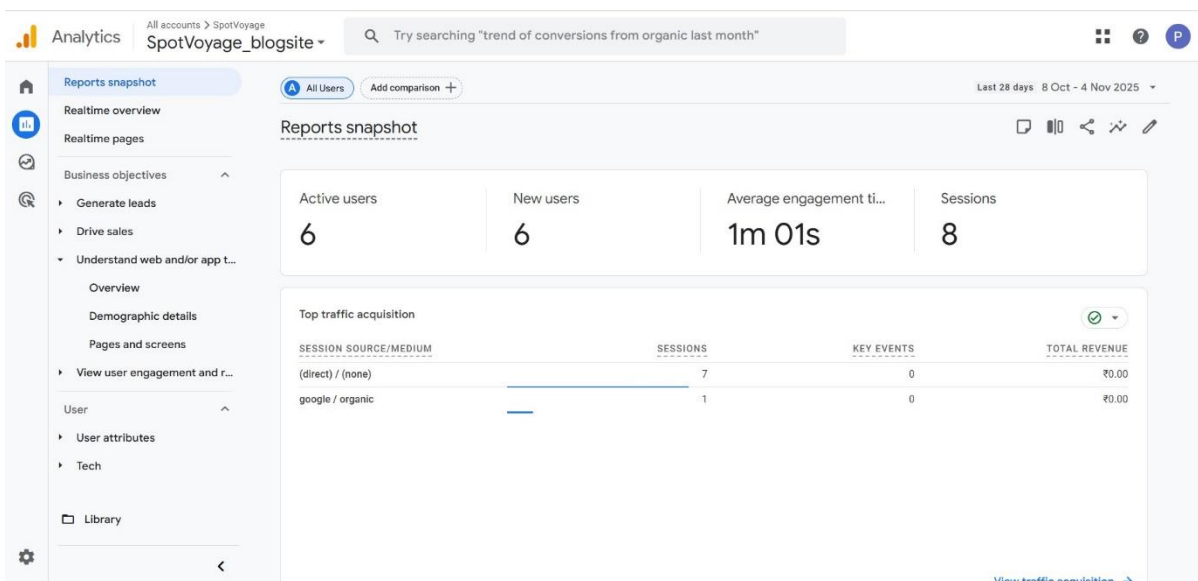 Analytics
All accounts > SpotVoyage
SpotVoyage_blogsite
Try searching "trend of conversions from organic last month"
P
Reports snapshot
Realtime overview
Realtime pages
Business objectives
Generate leads
Drive sales
Understand web and/or app t...
Overview
Demographic details
Pages and screens
View user engagement and r...
User
User attributes
Tech
Library
A All Users
Add comparison +
Last 28 days 8 Oct - 4 Nov 2025
Reports snapshot
Active users
6
New users
6
Average engagement ti...
1m 01s
Sessions
8
Top traffic acquisition
SESSION SOURCE/MEDIUM SESSIONS KEY EVENTS TOTAL REVENUE
(direct) / (none) 7 0 ₹0.00
google / organic 1 0 ₹0.00
View traffic acquisition →